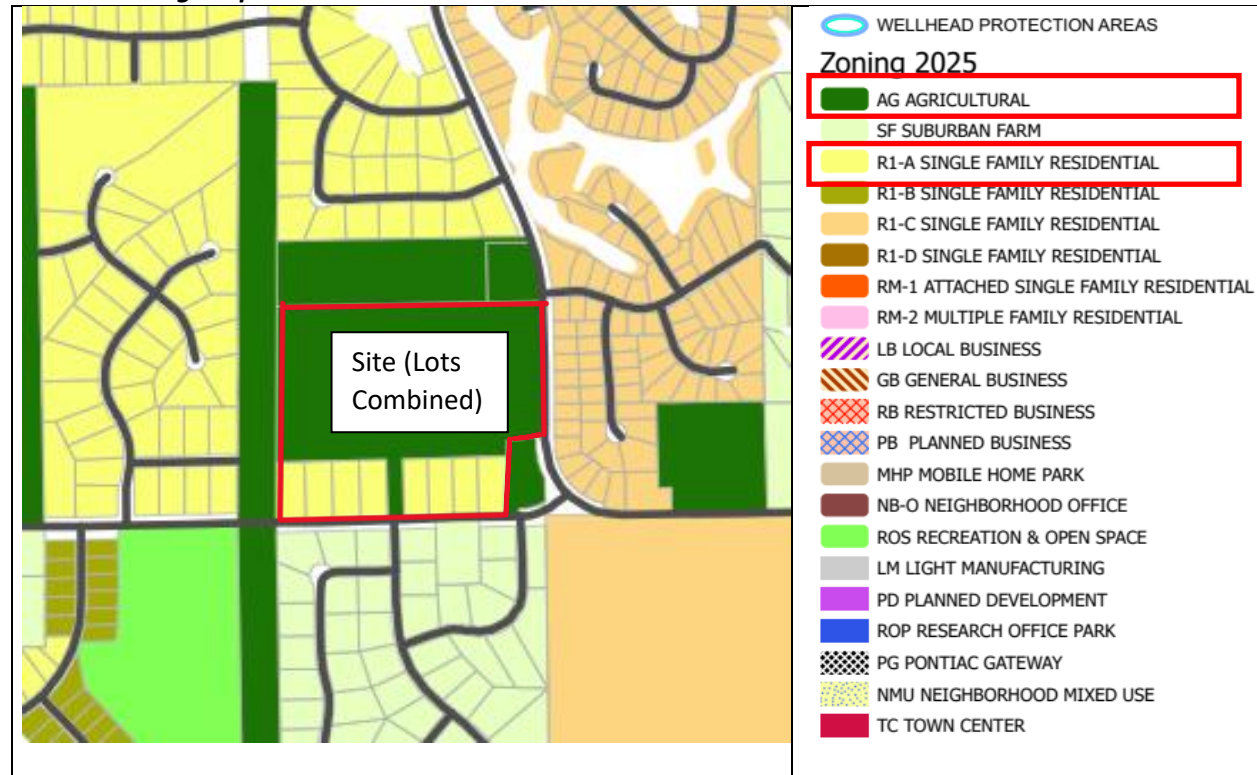 Site (Lots
Combined)
WELLHEAD PROTECTION AREAS
Zoning 2025
AG AGRICULTURAL
SF SUBURBAN FARM
R1-A SINGLE FAMILY RESIDENTIAL
R1-B SINGLE FAMILY RESIDENTIAL
R1-C SINGLE FAMILY RESIDENTIAL
R1-D SINGLE FAMILY RESIDENTIAL
RM-1 ATTACHED SINGLE FAMILY RESIDENTIAL
RM-2 MULTIPLE FAMILY RESIDENTIAL
LB LOCAL BUSINESS
GB GENERAL BUSINESS
RB RESTRICTED BUSINESS
PB PLANNED BUSINESS
MHP MOBILE HOME PARK
NB-O NEIGHBORHOOD OFFICE
ROS RECREATION & OPEN SPACE
LM LIGHT MANUFACTURING
PD PLANNED DEVELOPMENT
ROP RESEARCH OFFICE PARK
PG PONTIAC GATEWAY
NMU NEIGHBORHOOD MIXED USE
TC TOWN CENTER